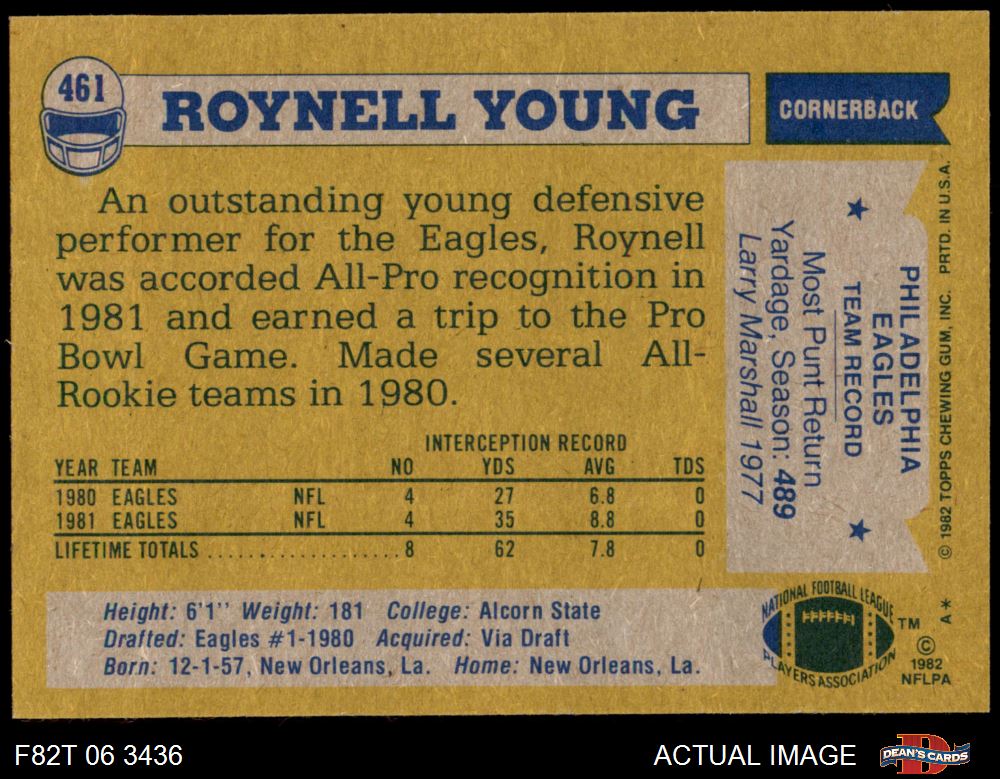 461
ROYNELL YOUNG
CORNERBACK
An outstanding young defensive
performer for the Eagles, Roynell
was accorded All-Pro recognition in
1981 and earned a trip to the Pro
Bowl Game. Made several All-
Rookie teams in 1980.
INTERCEPTION RECORD
YEAR TEAM NO YDS AVG TDS
1980 EAGLES NFL 4 27 6.8 0
1981 EAGLES NFL 4 35 8.8 0
LIFETIME TOTALS .................... 8 62 7.8 0
Height: 6'1" Weight: 181 College: Alcorn State
Drafted: Eagles #1-1980 Acquired: Via Draft
Born: 12-1-57, New Orleans, La. Home: New Orleans, La.
PHILADELPHIA
EAGLES
TEAM RECORD
Most Punt Return
Yardage, Season: 489
Larry Marshall 1977
© 1982 TOPPS CHEWING GUM, INC. PRTD. IN U.S.A.
A*
NATIONAL FOOTBALL LEAGUE
PLAYERS ASSOCIATION
TM
©
1982
NFLPA
F82T 06 3436
ACTUAL IMAGE
DEAN'S CARDS